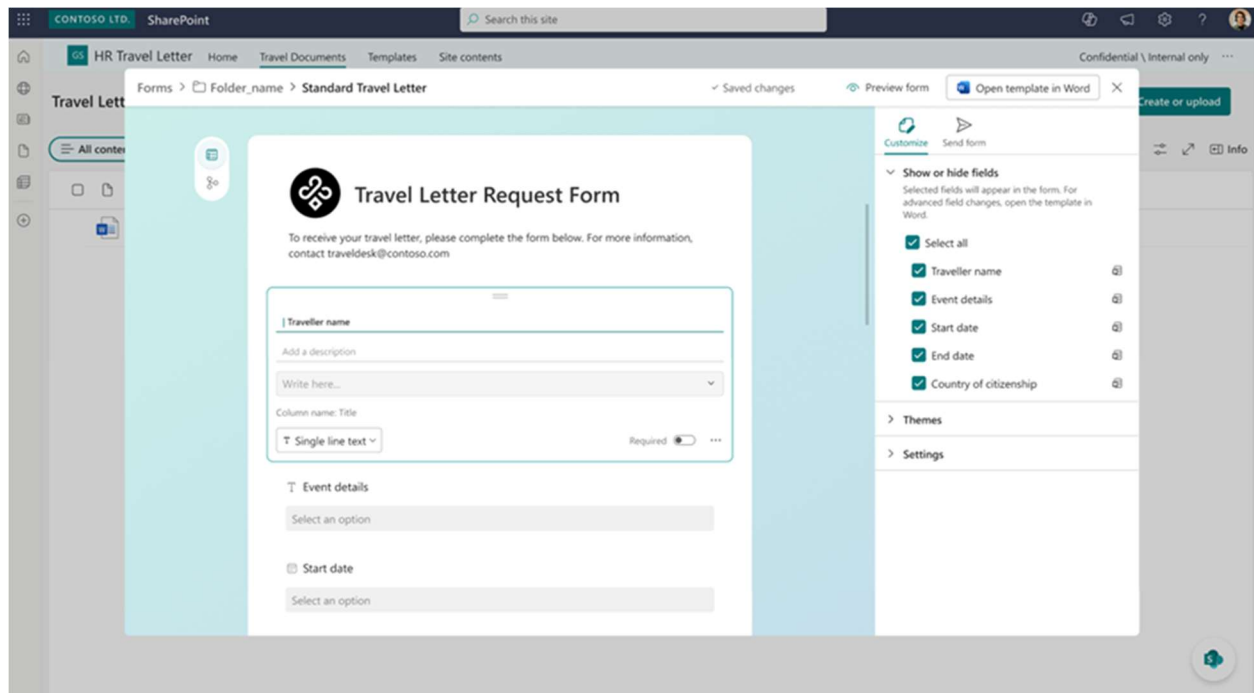 CONTOSO LTD. SharePoint Search this site ?
GS HR Travel Letter Home Travel Documents Templates Site contents Confidential \ Internal only ...
Forms > Folder_name > Standard Travel Letter Saved changes Preview form Open template in Word
Travel Lett
Create or upload
All conte
Info
Customize Send form
Travel Letter Request Form
To receive your travel letter, please complete the form below. For more information,
contact traveldesk@contoso.com
Traveller name
Add a description
Write here...
Column name: Title
T Single line text Required ...
T Event details
Select an option
Start date
Select an option
Show or hide fields
Selected fields will appear in the form. For
advanced field changes, open the template in
Word.
Select all
Traveller name
Event details
Start date
End date
Country of citizenship
Themes
Settings